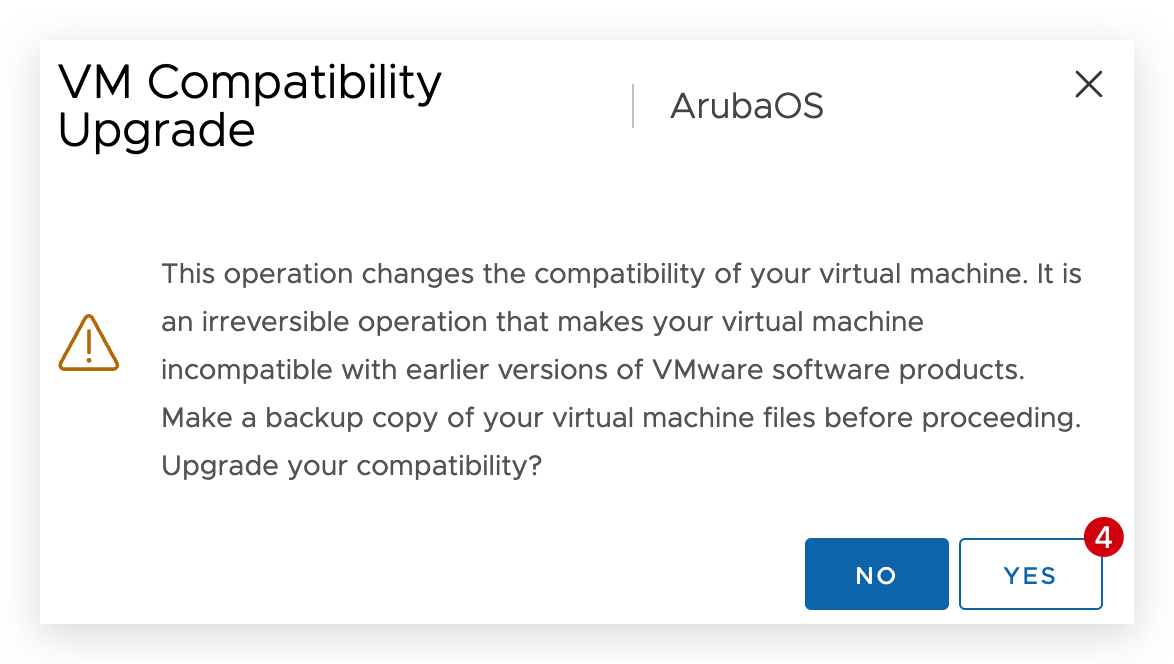 VM Compatibility
Upgrade
ArubaOS
This operation changes the compatibility of your virtual machine. It is
an irreversible operation that makes your virtual machine
incompatible with earlier versions of VMware software products.
Make a backup copy of your virtual machine files before proceeding.
Upgrade your compatibility?
4
NO
YES